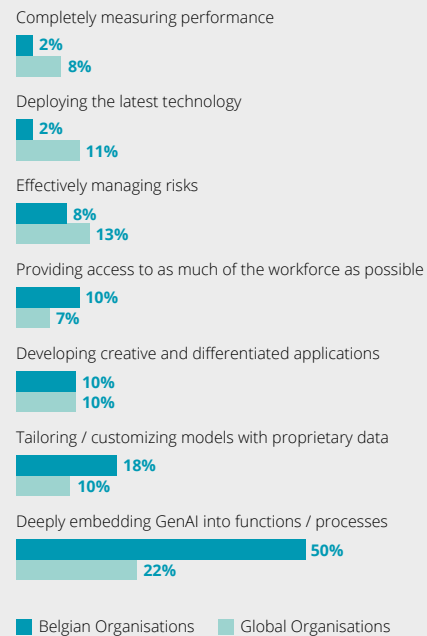 Completely measuring performance
2%
8%
Deploying the latest technology
2%
11%
Effectively managing risks
8%
13%
Providing access to as much of the workforce as possible
10%
7%
Developing creative and differentiated applications
10%
10%
Tailoring / customizing models with proprietary data
18%
10%
Deeply embedding GenAI into functions / processes
50%
22%
Belgian Organisations Global Organisations